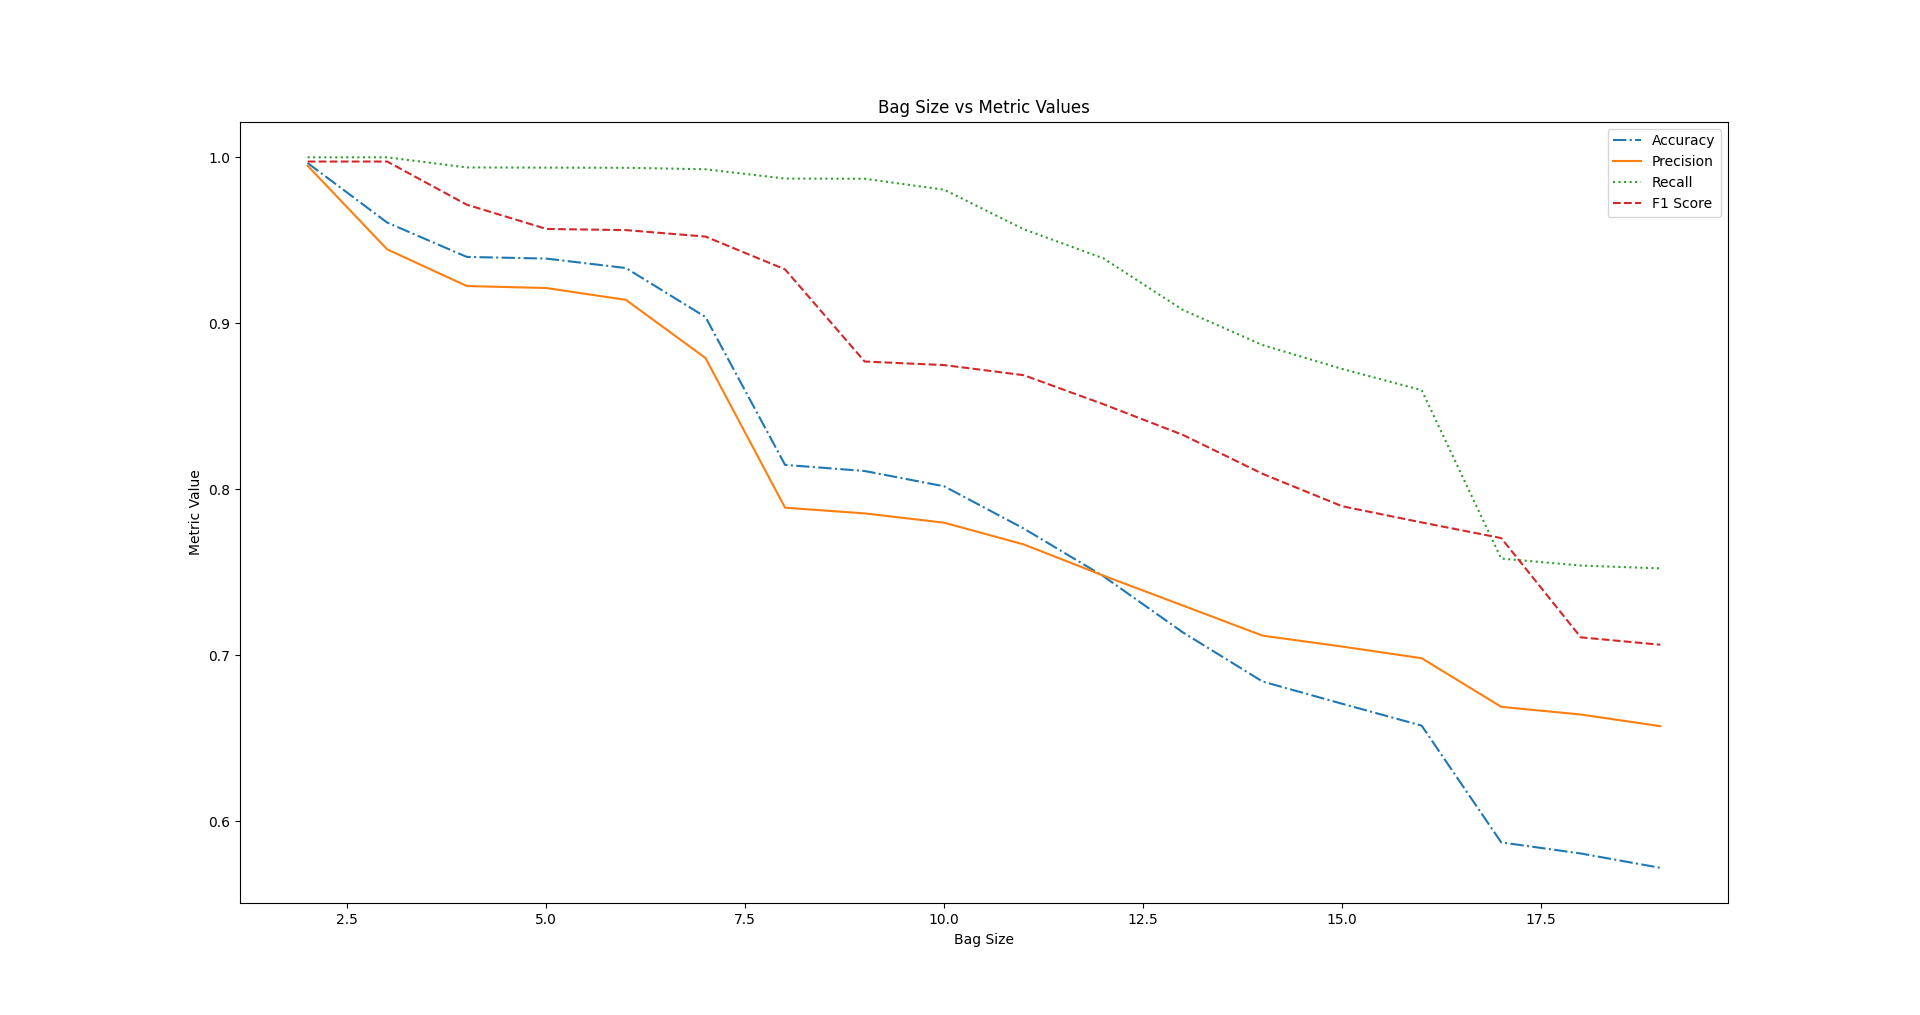 Bag Size vs Metric Values
Accuracy
Precision
Recall
F1 Score
1.0
0.9
0.8
0.7
0.6
Metric Value
2.5 5.0 7.5 10.0 12.5 15.0 17.5
Bag Size